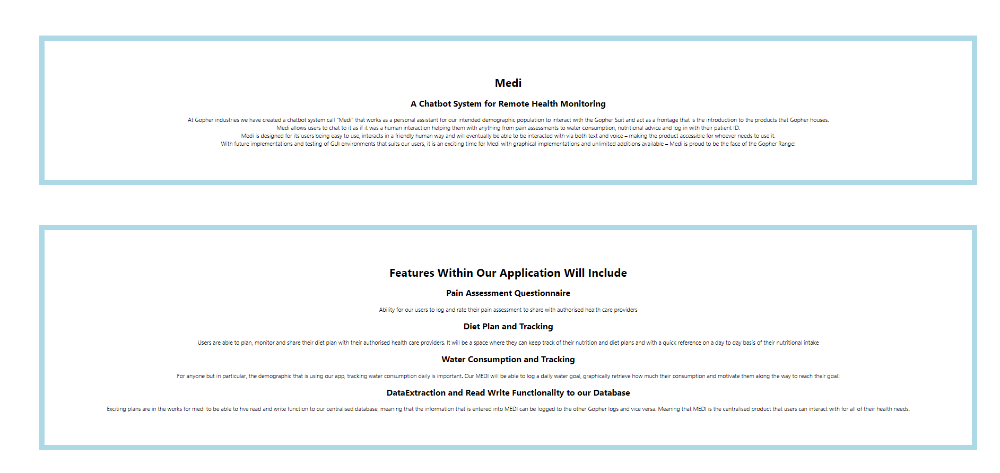 Medi
A Chatbot System for Remote Health Monitoring
At Gopher industries we have created a chatbot system call "Medi" that works as a personal assistant for our intended demographic population to interact with the Gopher Suit and act as a frontage that is the introduction to the products that Gopher houses.
Medi allows users to chat to it as if it was a human interaction helping them with anything from pain assessments to water consumption, nutritional advice and log in with their patient ID.
Medi is designed for its users being easy to use, interacts in a friendly human way and will eventually be able to be interacted with via both text and voice – making the product accessible for whoever needs to use it.
With future implementations and testing of GUI environments that suits our users, it is an exciting time for Medi with graphical implementations and unlimited additions available – Medi is proud to be the face of the Gopher Range!
Features Within Our Application Will Include
Pain Assessment Questionnaire
Ability for our users to log and rate their pain assessment to share with authorised health care providers
Diet Plan and Tracking
Users are able to plan, monitor and share their diet plan with their authorised health care providers. It will be a space where they can keep track of their nutrition and diet plans and with a quick reference on a day to day basis of their nutritional intake
Water Consumption and Tracking
For anyone but in particular, the demographic that is using our app, tracking water consumption daily is important. Our MEDI will be able to log a daily water goal, graphically retrieve how much their consumption and motivate them along the way to reach their goal!
DataExtraction and Read Write Functionality to our Database
Exciting plans are in the works for medi to be able to hve read and write function to our centralised database, meaning that the information that is entered into MEDI can be logged to the other Gopher logs and vice versa. Meaning that MEDI is the centralised product that users can interact with for all of their health needs.